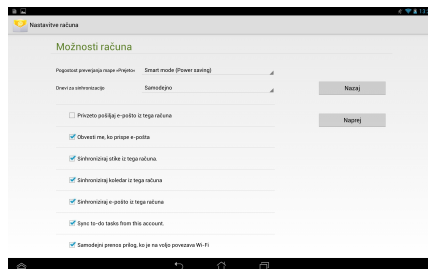 Nastavitve računa
Možnosti računa
Pogostost preverjanja mape »Prejeto« Smart mode (Power saving)
Dnevi za sinhronizacijo Samodejno
Nazaj
Privzeto pošiljaj e-pošto iz tega računa
Naprej
Obvesti me, ko prispe e-pošta
Sinhroniziraj stike iz tega računa.
Sinhroniziraj koledar iz tega računa
Sinhroniziraj e-pošto iz tega računa
Sync to-do tasks from this account.
Samodejni prenos prilog, ko je na voljo povezava Wi-Fi